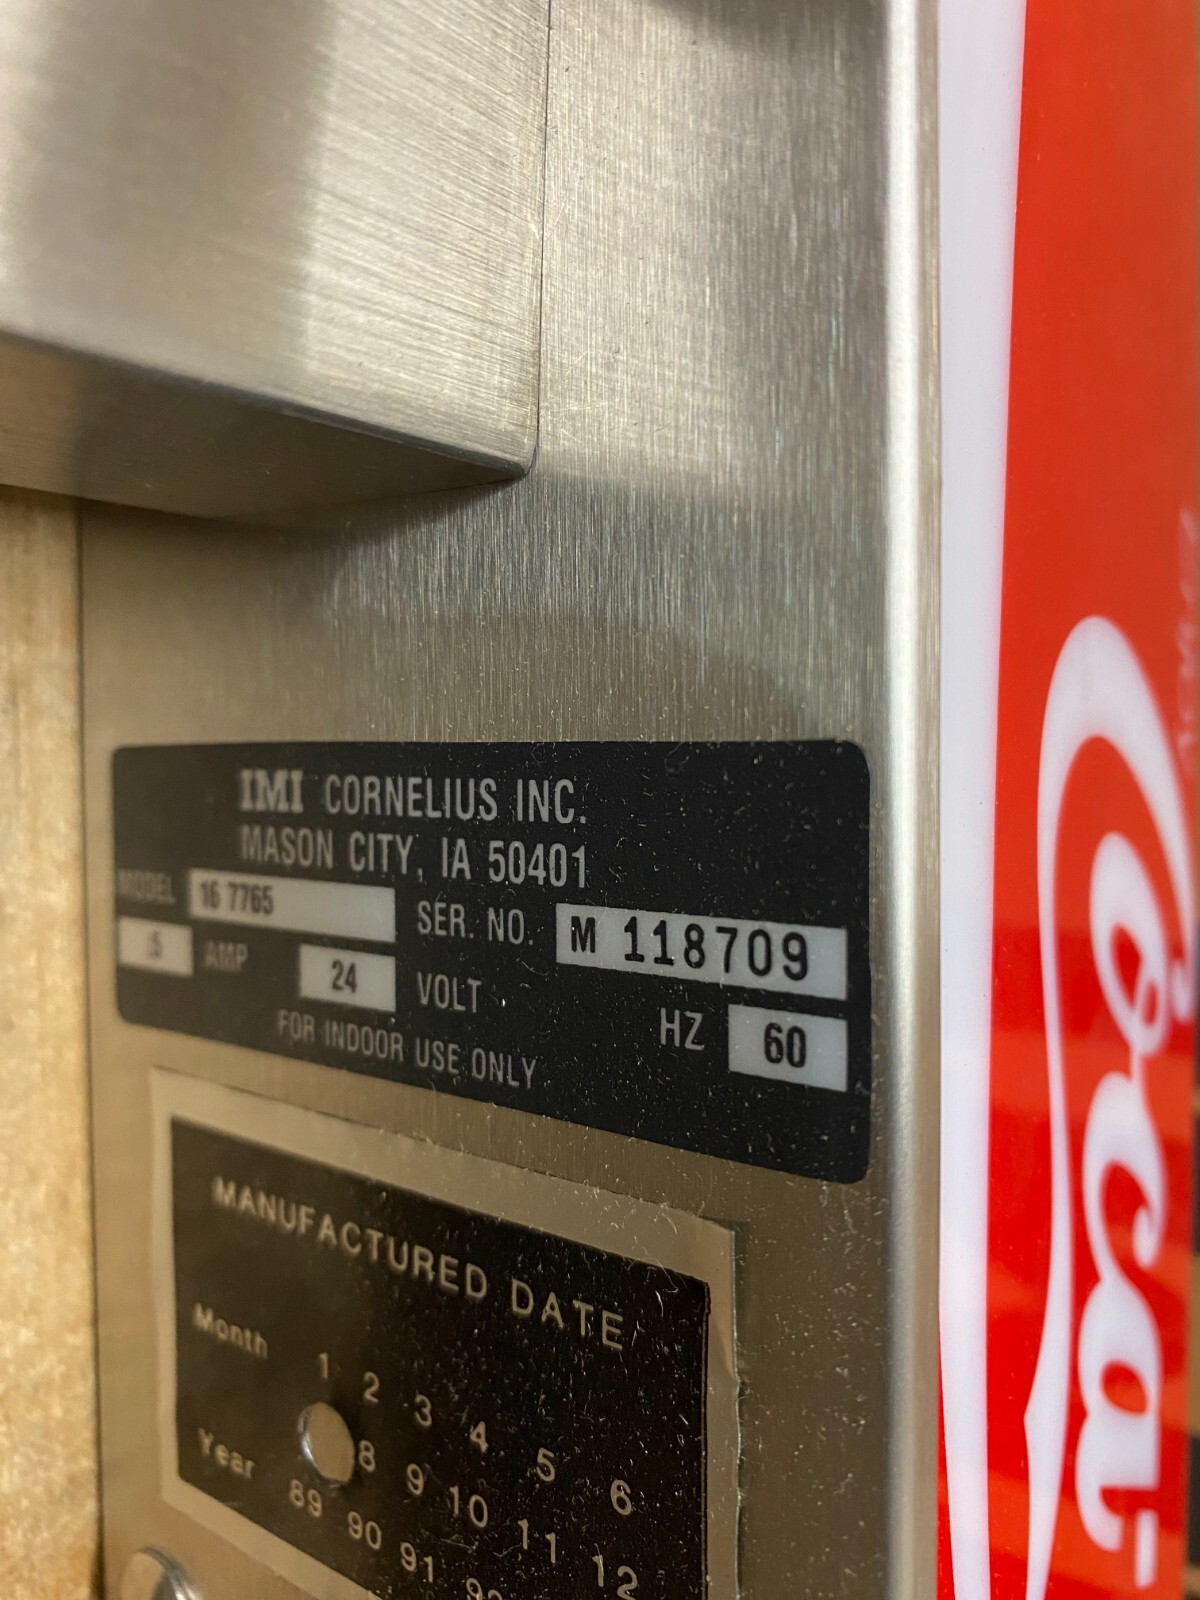 IMI CORNELIUS INC.
MASON CITY, IA 50401
MODEL 16 7765 SER. NO. M 118709
.5 AMP 24 VOLT HZ 60
FOR INDOOR USE ONLY
MANUFACTURED DATE
Month 1 2 3 4 5 6
8 9 10 11 12
Year 89 90 91
Coca